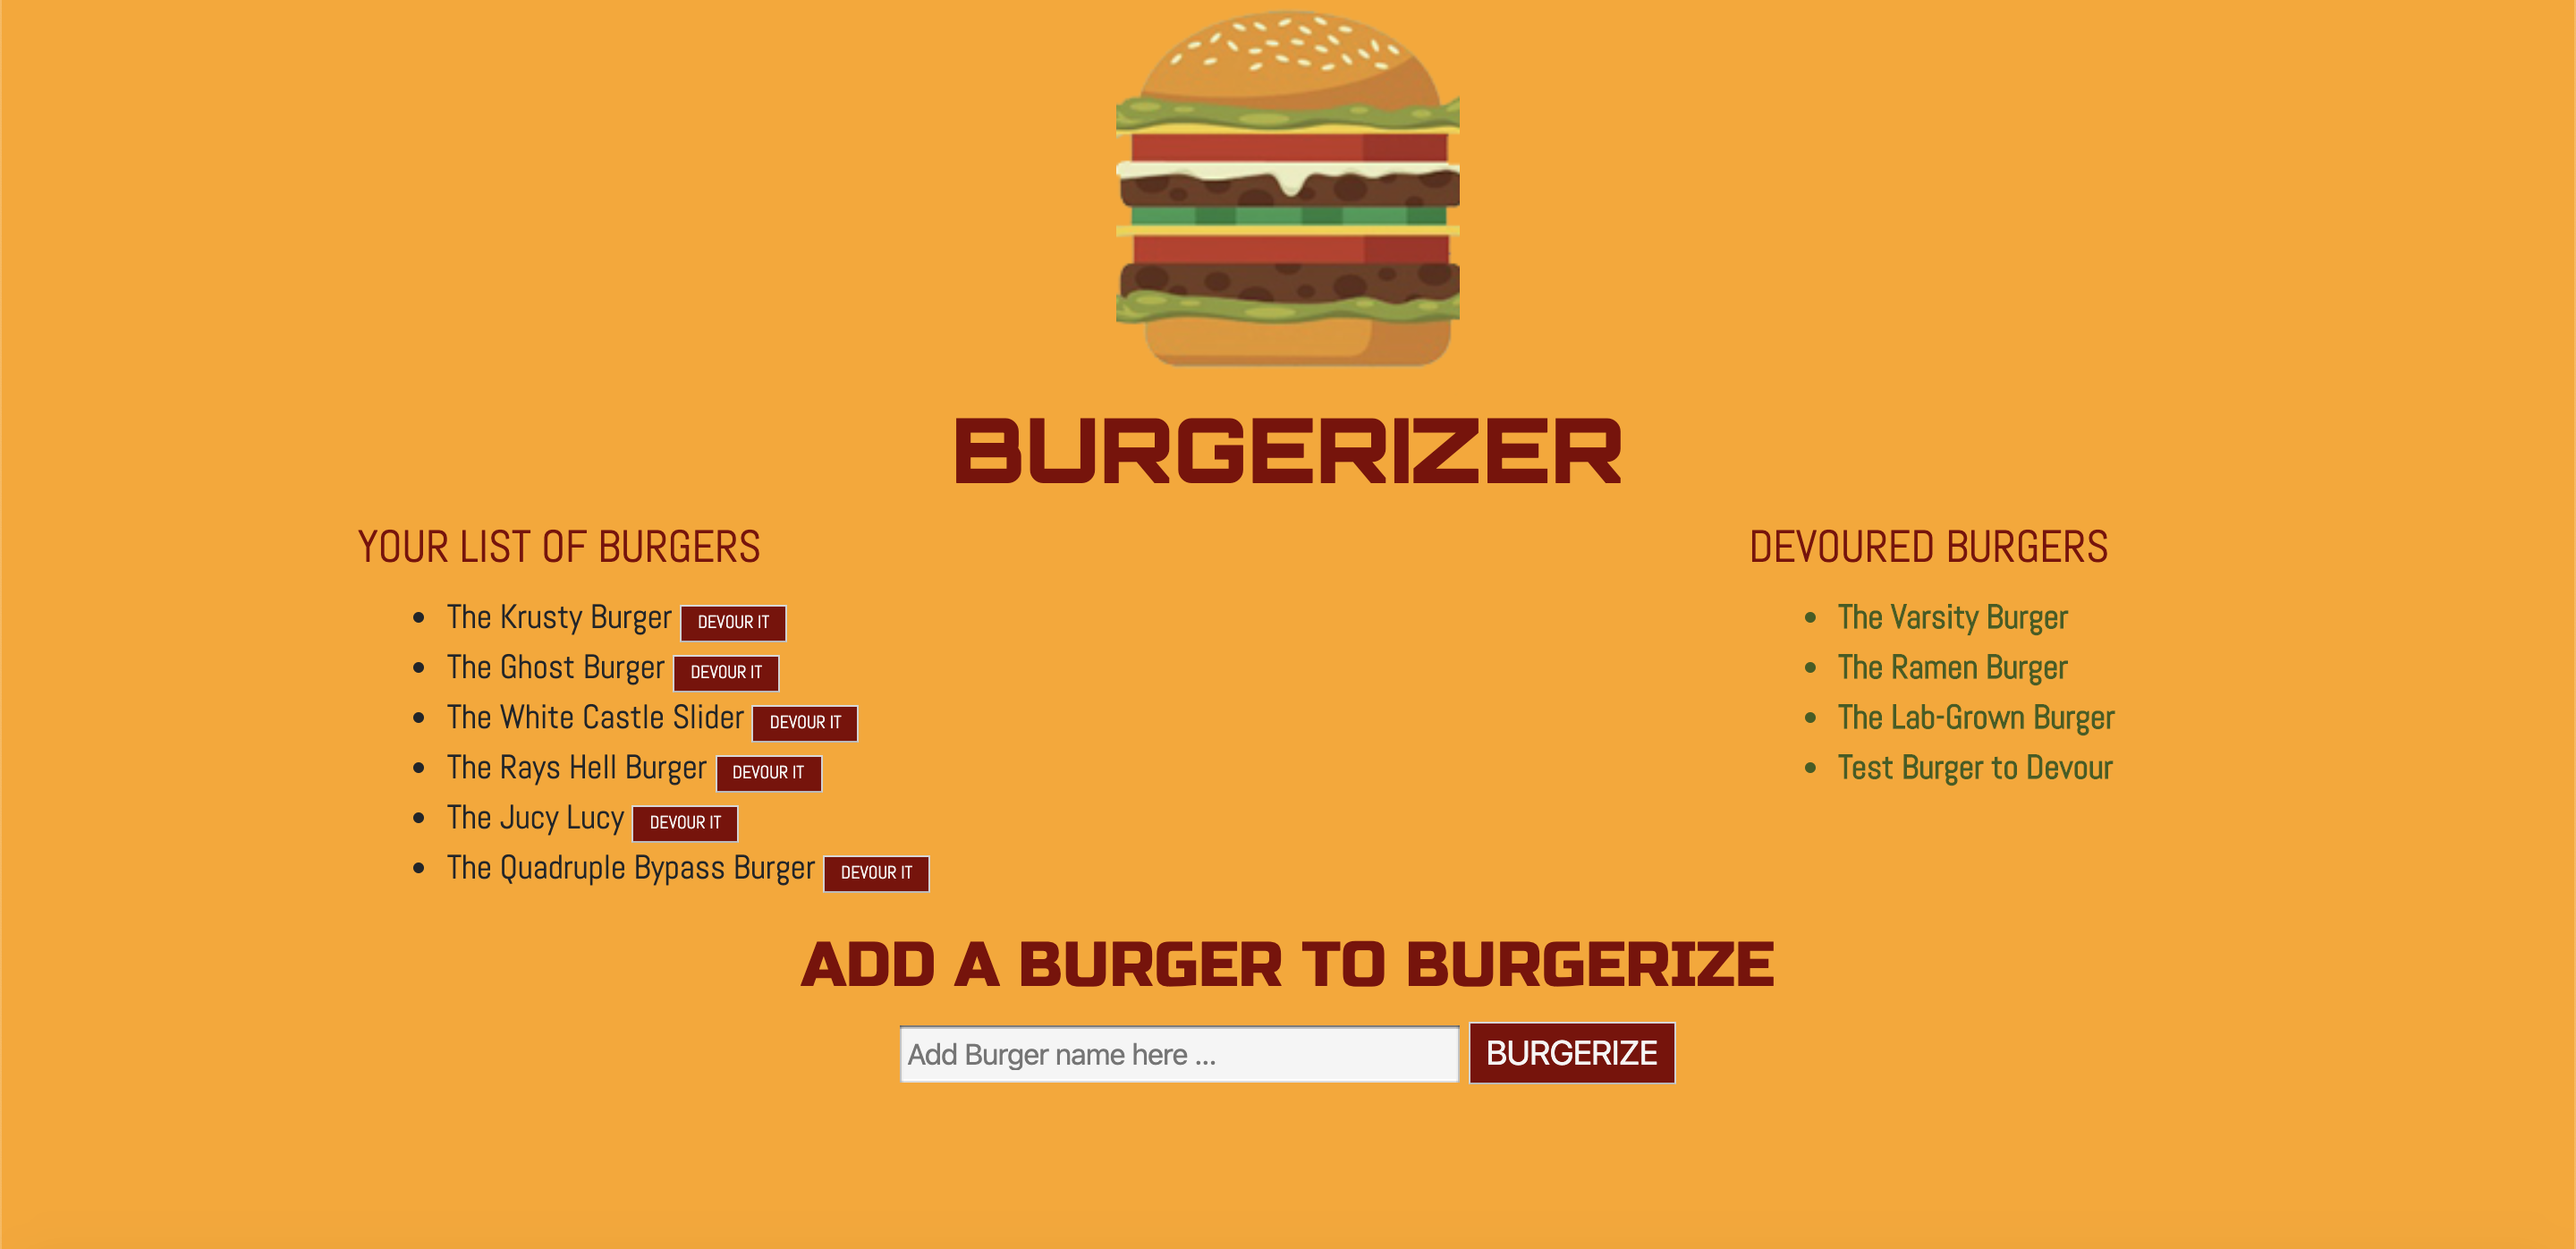 BURGERIZER
YOUR LIST OF BURGERS
The Krusty Burger DEVOUR IT
The Ghost Burger DEVOUR IT
The White Castle Slider DEVOUR IT
The Rays Hell Burger DEVOUR IT
The Jucy Lucy DEVOUR IT
The Quadruple Bypass Burger DEVOUR IT
DEVOURED BURGERS
The Varsity Burger
The Ramen Burger
The Lab-Grown Burger
Test Burger to Devour
ADD A BURGER TO BURGERIZE
Add Burger name here ... BURGERIZE